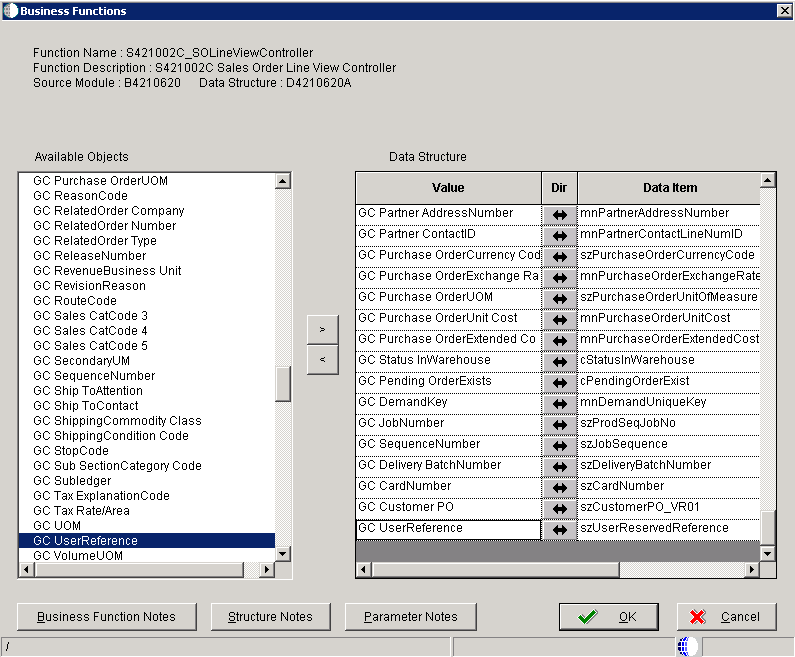 Business Functions
Function Name : S421002C_SOLineViewController
Function Description : S421002C Sales Order Line View Controller
Source Module : B4210620 Data Structure : D4210620A
Available Objects
GC Purchase OrderUOM
GC ReasonCode
GC RelatedOrder Company
GC RelatedOrder Number
GC RelatedOrder Type
GC ReleaseNumber
GC RevenueBusiness Unit
GC RevisionReason
GC RouteCode
GC Sales CatCode 3
GC Sales CatCode 4
GC Sales CatCode 5
GC SecondaryUM
GC SequenceNumber
GC Ship ToAttention
GC Ship ToContact
GC ShippingCommodity Class
GC ShippingCondition Code
GC StopCode
GC Sub SectionCategory Code
GC Subledger
GC Tax ExplanationCode
GC Tax Rate/Area
GC UOM
GC UserReference
GC VolumeUOM
>
<
Data Structure
Value Dir Data Item
GC Partner AddressNumber mnPartnerAddressNumber
GC Partner ContactID mnPartnerContactLineNumID
GC Purchase OrderCurrency Cod szPurchaseOrderCurrencyCode
GC Purchase OrderExchange Ra mnPurchaseOrderExchangeRate
GC Purchase OrderUOM szPurchaseOrderUnitOfMeasure
GC Purchase OrderUnit Cost mnPurchaseOrderUnitCost
GC Purchase OrderExtended Co mnPurchaseOrderExtendedCost
GC Status InWarehouse cStatusInWarehouse
GC Pending OrderExists cPendingOrderExist
GC DemandKey mnDemandUniqueKey
GC JobNumber szProdSeqJobNo
GC SequenceNumber szJobSequence
GC Delivery BatchNumber szDeliveryBatchNumber
GC CardNumber szCardNumber
GC Customer PO szCustomerPO_VR01
GC UserReference szUserReservedReference
Business Function Notes Structure Notes Parameter Notes OK Cancel
/